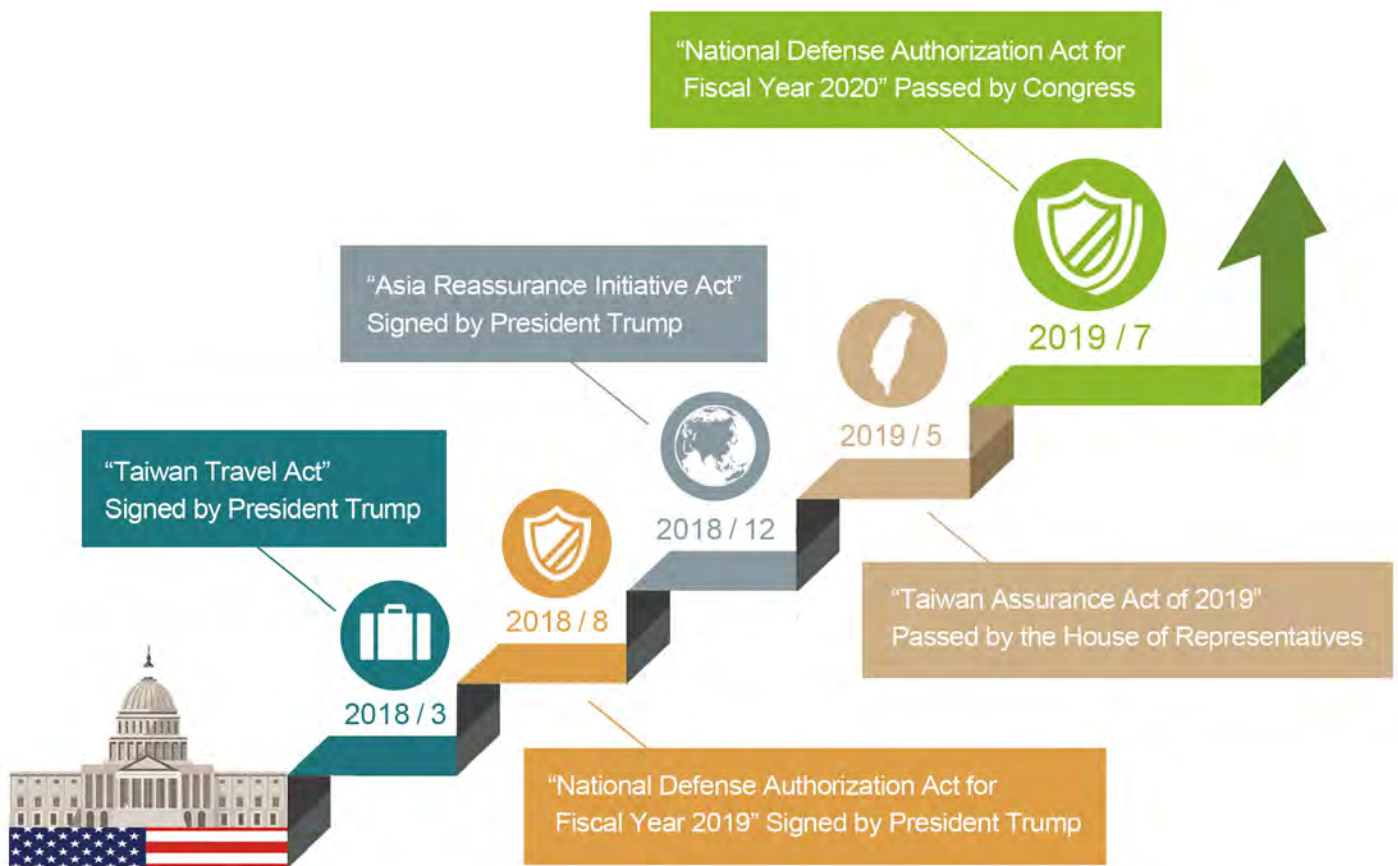 “National Defense Authorization Act for
Fiscal Year 2020” Passed by Congress
“Asia Reassurance Initiative Act”
Signed by President Trump
2019 / 7
2019 / 5
“Taiwan Travel Act”
Signed by President Trump
2018 / 12
“Taiwan Assurance Act of 2019”
Passed by the House of Representatives
2018 / 8
2018 / 3
“National Defense Authorization Act for
Fiscal Year 2019” Signed by President Trump